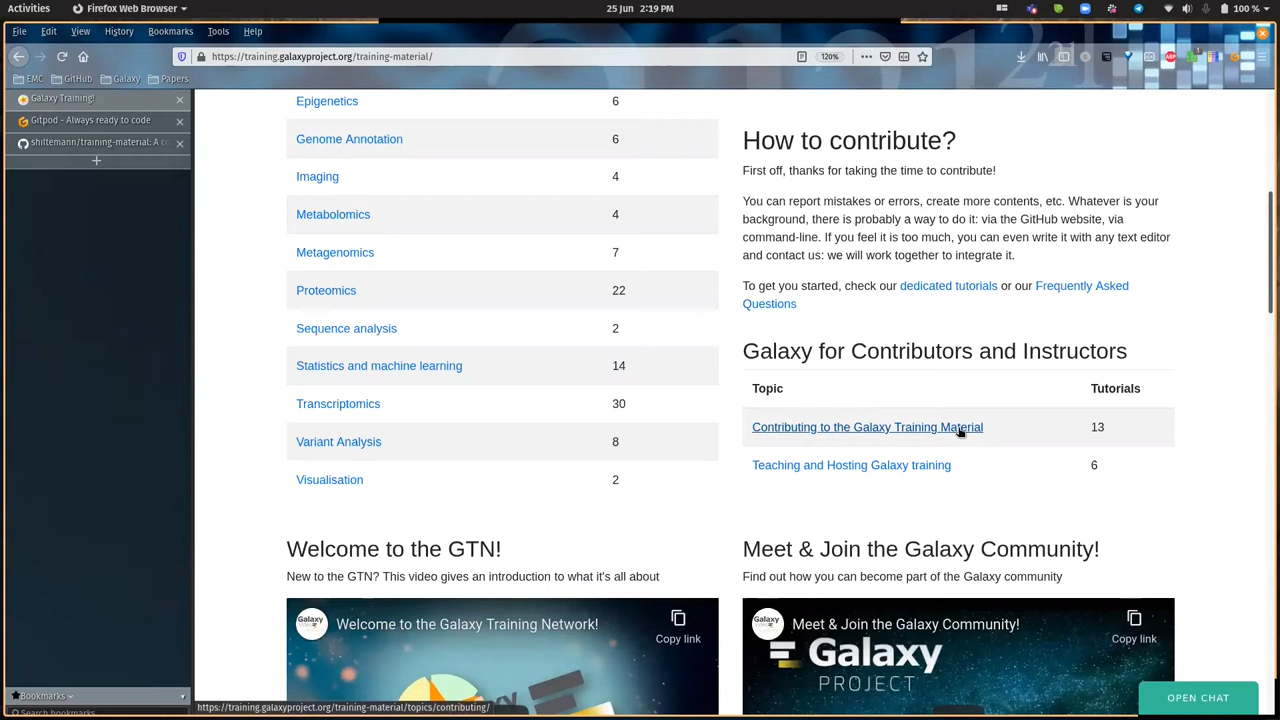 Activities
Firefox Web Browser
25 Jun 2:19 PM
100 %
File Edit View History Bookmarks Tools Help
https://training.galaxyproject.org/training-material/
120%
EMC GitHub Galaxy Papers
Galaxy Training!
Gitpod - Always ready to code
shiltemann/training-material: A co
Epigenetics 6
Genome Annotation 6
Imaging 4
Metabolomics 4
Metagenomics 7
Proteomics 22
Sequence analysis 2
Statistics and machine learning 14
Transcriptomics 30
Variant Analysis 8
Visualisation 2
How to contribute?
First off, thanks for taking the time to contribute!
You can report mistakes or errors, create more contents, etc. Whatever is your
background, there is probably a way to do it: via the GitHub website, via
command-line. If you feel it is too much, you can even write it with any text editor
and contact us: we will work together to integrate it.
To get you started, check our dedicated tutorials or our Frequently Asked
Questions
Galaxy for Contributors and Instructors
Topic Tutorials
Contributing to the Galaxy Training Material 13
Teaching and Hosting Galaxy training 6
Welcome to the GTN!
New to the GTN? This video gives an introduction to what it's all about
Galaxy
Welcome to the Galaxy Training Network!
Copy link
Meet & Join the Galaxy Community!
Find out how you can become part of the Galaxy community
Galaxy
Meet & Join the Galaxy Community!
Copy link
Galaxy
PROJECT
OPEN CHAT
Bookmarks
Search bookmarks
https://training.galaxyproject.org/training-material/topics/contributing/